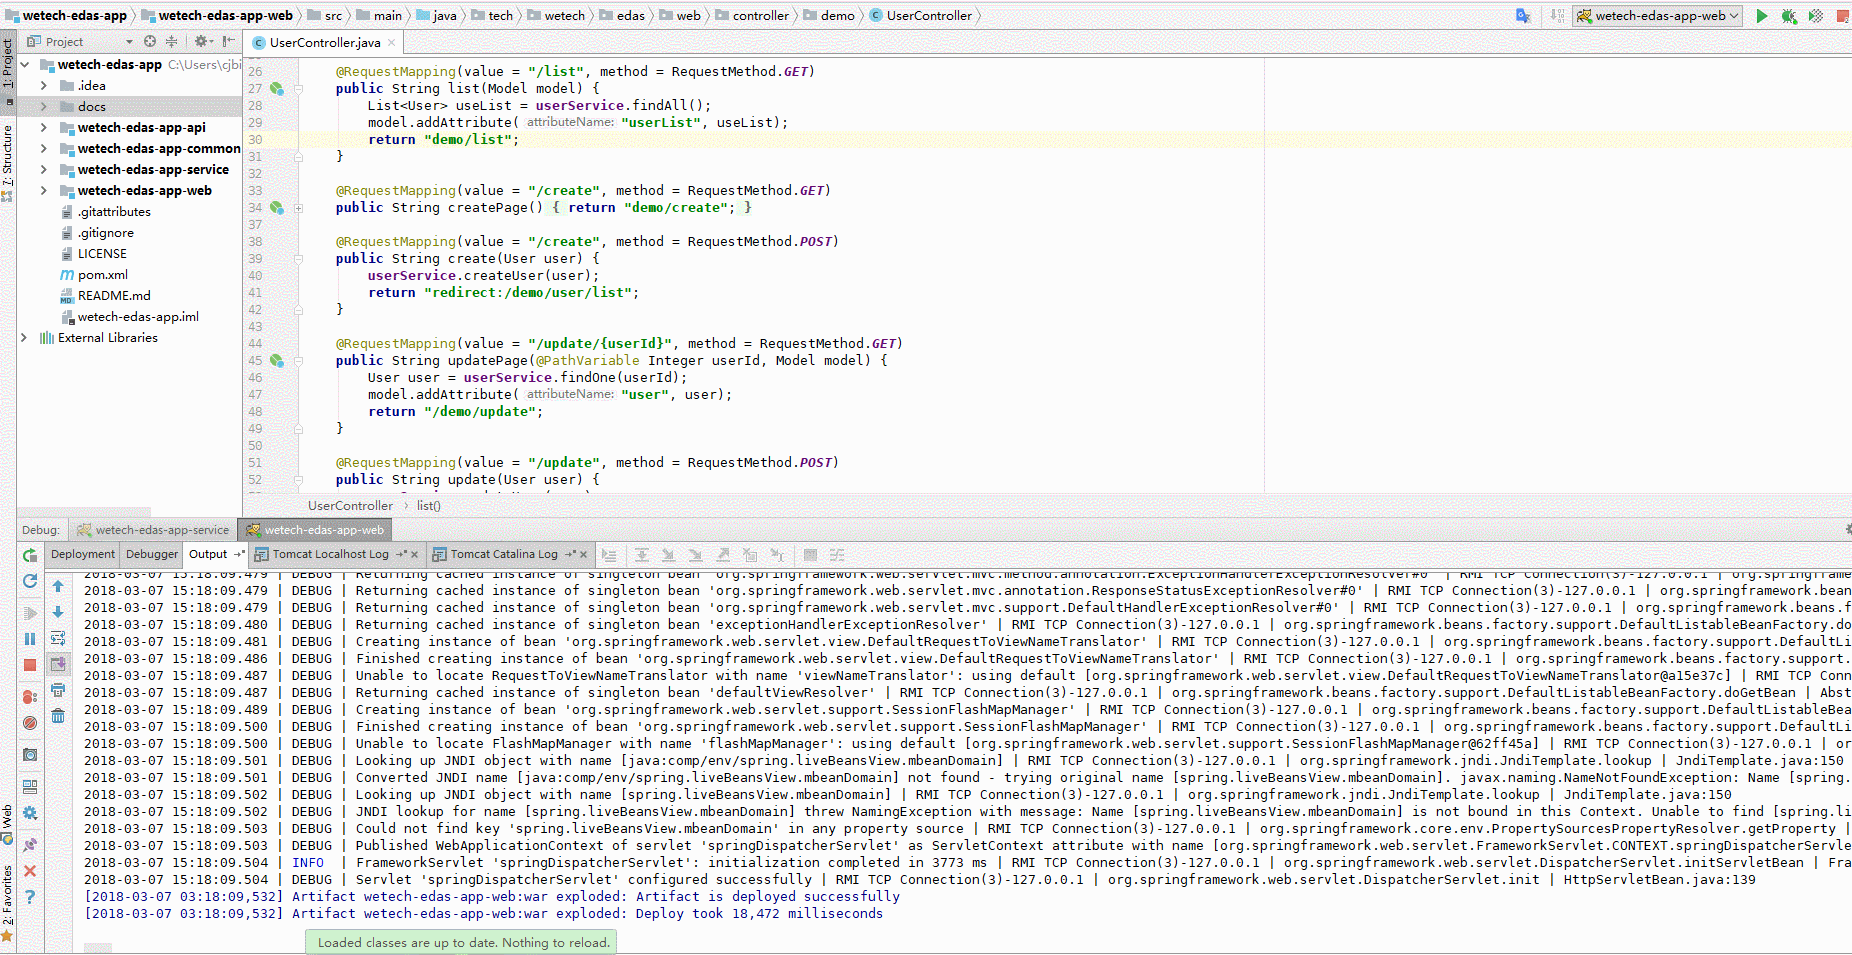 wetech-edas-app wetech-edas-app-web src main java tech wetech edas web controller demo UserController wetech-edas-app-web
1: Project
7: Structure
Web
2: Favorites
Project
wetech-edas-app C:\Users\cjbi
.idea
docs
wetech-edas-app-api
wetech-edas-app-common
wetech-edas-app-service
wetech-edas-app-web
.gitattributes
.gitignore
LICENSE
pom.xml
README.md
wetech-edas-app.iml
External Libraries
UserController.java
26 @RequestMapping(value = "/list", method = RequestMethod.GET)
27 public String list(Model model) {
28 List<User> useList = userService.findAll();
29 model.addAttribute( attributeName: "userList", useList);
30 return "demo/list";
31 }
32
33 @RequestMapping(value = "/create", method = RequestMethod.GET)
34 public String createPage() { return "demo/create"; }
37
38 @RequestMapping(value = "/create", method = RequestMethod.POST)
39 public String create(User user) {
40 userService.createUser(user);
41 return "redirect:/demo/user/list";
42 }
43
44 @RequestMapping(value = "/update/{userId}", method = RequestMethod.GET)
45 public String updatePage(@PathVariable Integer userId, Model model) {
46 User user = userService.findOne(userId);
47 model.addAttribute( attributeName: "user", user);
48 return "/demo/update";
49 }
50
51 @RequestMapping(value = "/update", method = RequestMethod.POST)
52 public String update(User user) {
UserController list()
Debug: wetech-edas-app-service wetech-edas-app-web
Deployment Debugger Output Tomcat Localhost Log Tomcat Catalina Log
2018-03-07 15:18:09.479 | DEBUG | Returning cached instance of singleton bean 'org.springframework.web.servlet.mvc.method.annotation.ExceptionHandlerExceptionResolver#0' | RMI TCP Connection(3)-127.0.0.1 | org.springframe
2018-03-07 15:18:09.479 | DEBUG | Returning cached instance of singleton bean 'org.springframework.web.servlet.mvc.annotation.ResponseStatusExceptionResolver#0' | RMI TCP Connection(3)-127.0.0.1 | org.springframework.bean
2018-03-07 15:18:09.479 | DEBUG | Returning cached instance of singleton bean 'org.springframework.web.servlet.mvc.support.DefaultHandlerExceptionResolver#0' | RMI TCP Connection(3)-127.0.0.1 | org.springframework.beans.f
2018-03-07 15:18:09.480 | DEBUG | Returning cached instance of singleton bean 'exceptionHandlerExceptionResolver' | RMI TCP Connection(3)-127.0.0.1 | org.springframework.beans.factory.support.DefaultListableBeanFactory.do
2018-03-07 15:18:09.481 | DEBUG | Creating instance of bean 'org.springframework.web.servlet.view.DefaultRequestToViewNameTranslator' | RMI TCP Connection(3)-127.0.0.1 | org.springframework.beans.factory.support.DefaultLi
2018-03-07 15:18:09.486 | DEBUG | Finished creating instance of bean 'org.springframework.web.servlet.view.DefaultRequestToViewNameTranslator' | RMI TCP Connection(3)-127.0.0.1 | org.springframework.beans.factory.support.
2018-03-07 15:18:09.487 | DEBUG | Unable to locate RequestToViewNameTranslator with name 'viewNameTranslator': using default [org.springframework.web.servlet.view.DefaultRequestToViewNameTranslator@a15e37c] | RMI TCP Conn
2018-03-07 15:18:09.487 | DEBUG | Returning cached instance of singleton bean 'defaultViewResolver' | RMI TCP Connection(3)-127.0.0.1 | org.springframework.beans.factory.support.DefaultListableBeanFactory.doGetBean | Abst
2018-03-07 15:18:09.489 | DEBUG | Creating instance of bean 'org.springframework.web.servlet.support.SessionFlashMapManager' | RMI TCP Connection(3)-127.0.0.1 | org.springframework.beans.factory.support.DefaultListableBea
2018-03-07 15:18:09.500 | DEBUG | Finished creating instance of bean 'org.springframework.web.servlet.support.SessionFlashMapManager' | RMI TCP Connection(3)-127.0.0.1 | org.springframework.beans.factory.support.DefaultLi
2018-03-07 15:18:09.500 | DEBUG | Unable to locate FlashMapManager with name 'flashMapManager': using default [org.springframework.web.servlet.support.SessionFlashMapManager@62ff45a] | RMI TCP Connection(3)-127.0.0.1 | or
2018-03-07 15:18:09.501 | DEBUG | Looking up JNDI object with name [java:comp/env/spring.liveBeansView.mbeanDomain] | RMI TCP Connection(3)-127.0.0.1 | org.springframework.jndi.JndiTemplate.lookup | JndiTemplate.java:150
2018-03-07 15:18:09.501 | DEBUG | Converted JNDI name [java:comp/env/spring.liveBeansView.mbeanDomain] not found - trying original name [spring.liveBeansView.mbeanDomain]. javax.naming.NameNotFoundException: Name [spring.
2018-03-07 15:18:09.502 | DEBUG | Looking up JNDI object with name [spring.liveBeansView.mbeanDomain] | RMI TCP Connection(3)-127.0.0.1 | org.springframework.jndi.JndiTemplate.lookup | JndiTemplate.java:150
2018-03-07 15:18:09.502 | DEBUG | JNDI lookup for name [spring.liveBeansView.mbeanDomain] threw NamingException with message: Name [spring.liveBeansView.mbeanDomain] is not bound in this Context. Unable to find [spring.li
2018-03-07 15:18:09.503 | DEBUG | Could not find key 'spring.liveBeansView.mbeanDomain' in any property source | RMI TCP Connection(3)-127.0.0.1 | org.springframework.core.env.PropertySourcesPropertyResolver.getProperty |
2018-03-07 15:18:09.503 | DEBUG | Published WebApplicationContext of servlet 'springDispatcherServlet' as ServletContext attribute with name [org.springframework.web.servlet.FrameworkServlet.CONTEXT.springDispatcherServle
2018-03-07 15:18:09.504 | INFO | FrameworkServlet 'springDispatcherServlet': initialization completed in 3773 ms | RMI TCP Connection(3)-127.0.0.1 | org.springframework.web.servlet.DispatcherServlet.initServletBean | Fra
2018-03-07 15:18:09.504 | DEBUG | Servlet 'springDispatcherServlet' configured successfully | RMI TCP Connection(3)-127.0.0.1 | org.springframework.web.servlet.DispatcherServlet.init | HttpServletBean.java:139
[2018-03-07 03:18:09,532] Artifact wetech-edas-app-web:war exploded: Artifact is deployed successfully
[2018-03-07 03:18:09,532] Artifact wetech-edas-app-web:war exploded: Deploy took 18,472 milliseconds
Loaded classes are up to date. Nothing to reload.